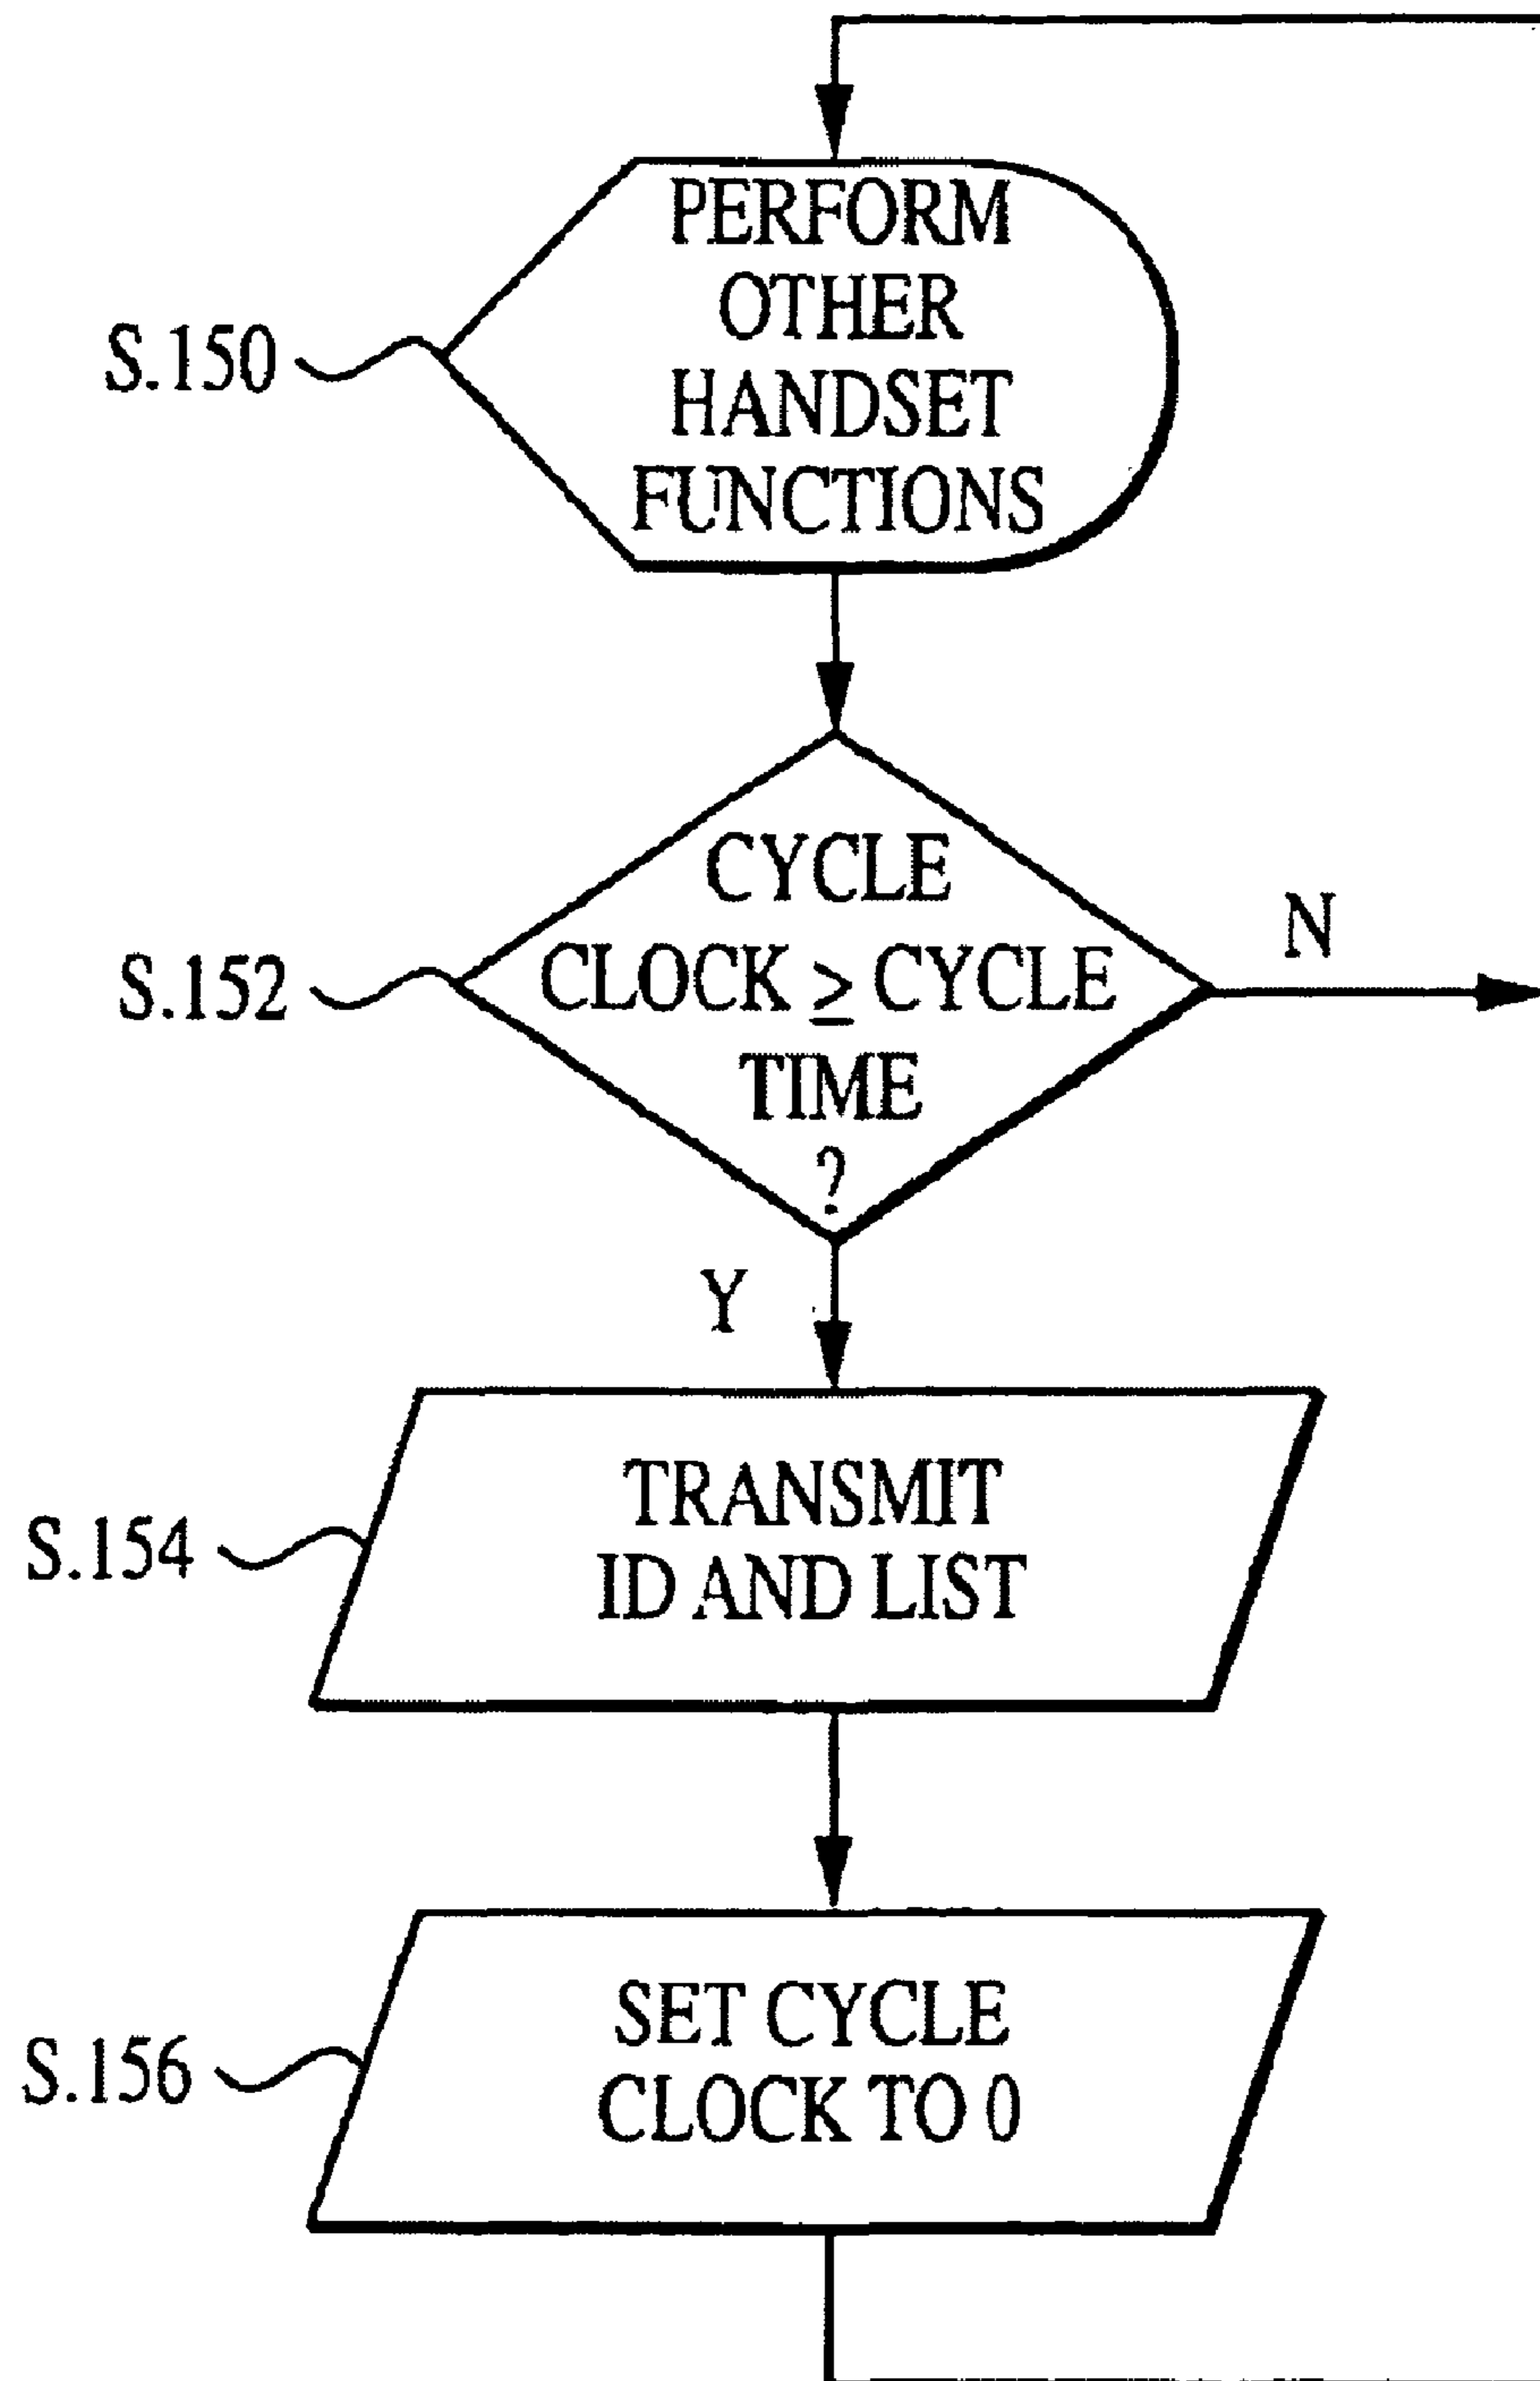 PERFORM
OTHER
HANDSET
FUNCTIONS
S.150
CYCLE
CLOCK ≥ CYCLE
TIME
?
S.152
N
Y
TRANSMIT
ID AND LIST
S.154
SET CYCLE
CLOCK TO 0
S.156